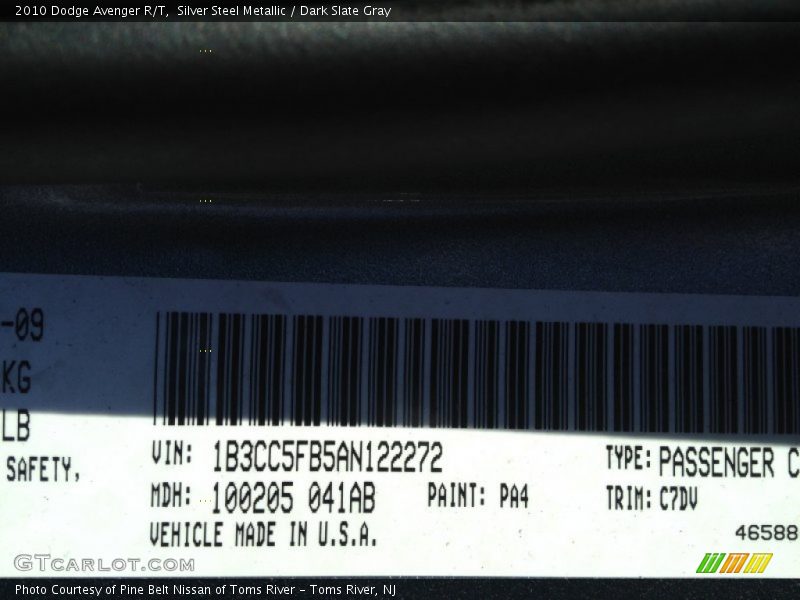 2010 Dodge Avenger R/T, Silver Steel Metallic / Dark Slate Gray
-09
KG
LB
SAFETY,
VIN: 1B3CC5FB5AN122272
TYPE: PASSENGER C
MDH: 100205 041AB PAINT: PA4
TRIM: C7DV
VEHICLE MADE IN U.S.A.
46588
GTCARLOT.COM
Photo Courtesy of Pine Belt Nissan of Toms River – Toms River, NJ